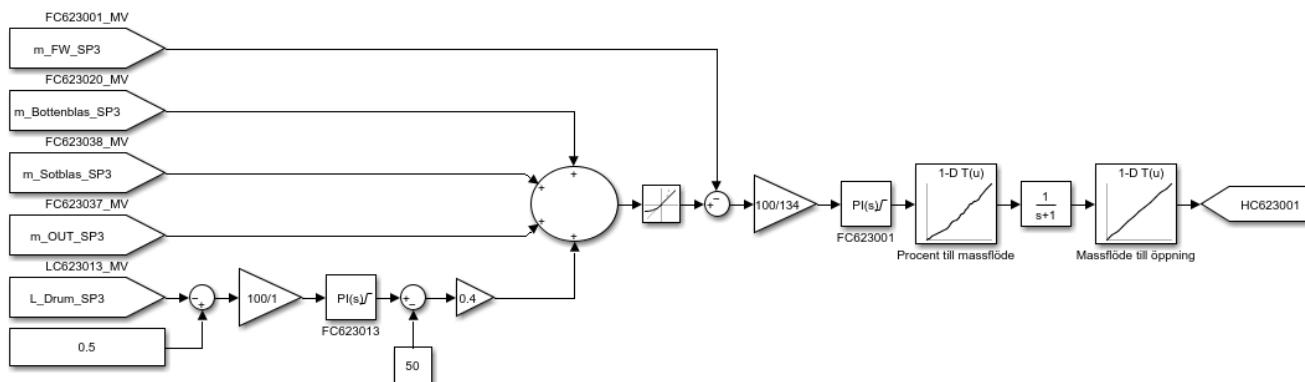 FC623001_MV
m_FW_SP3
FC623020_MV
m_Bottenblas_SP3
FC623038_MV
m_Sotblas_SP3
FC623037_MV
m_OUT_SP3
LC623013_MV
L_Drum_SP3
0.5
− +
100/1
PI(s)
FC623013
+ −
50
0.4
+
+
+
+
+ −
100/134
PI(s)
FC623001
1-D T(u)
Procent till massflöde
1
s+1
1-D T(u)
Massflöde till öppning
HC623001